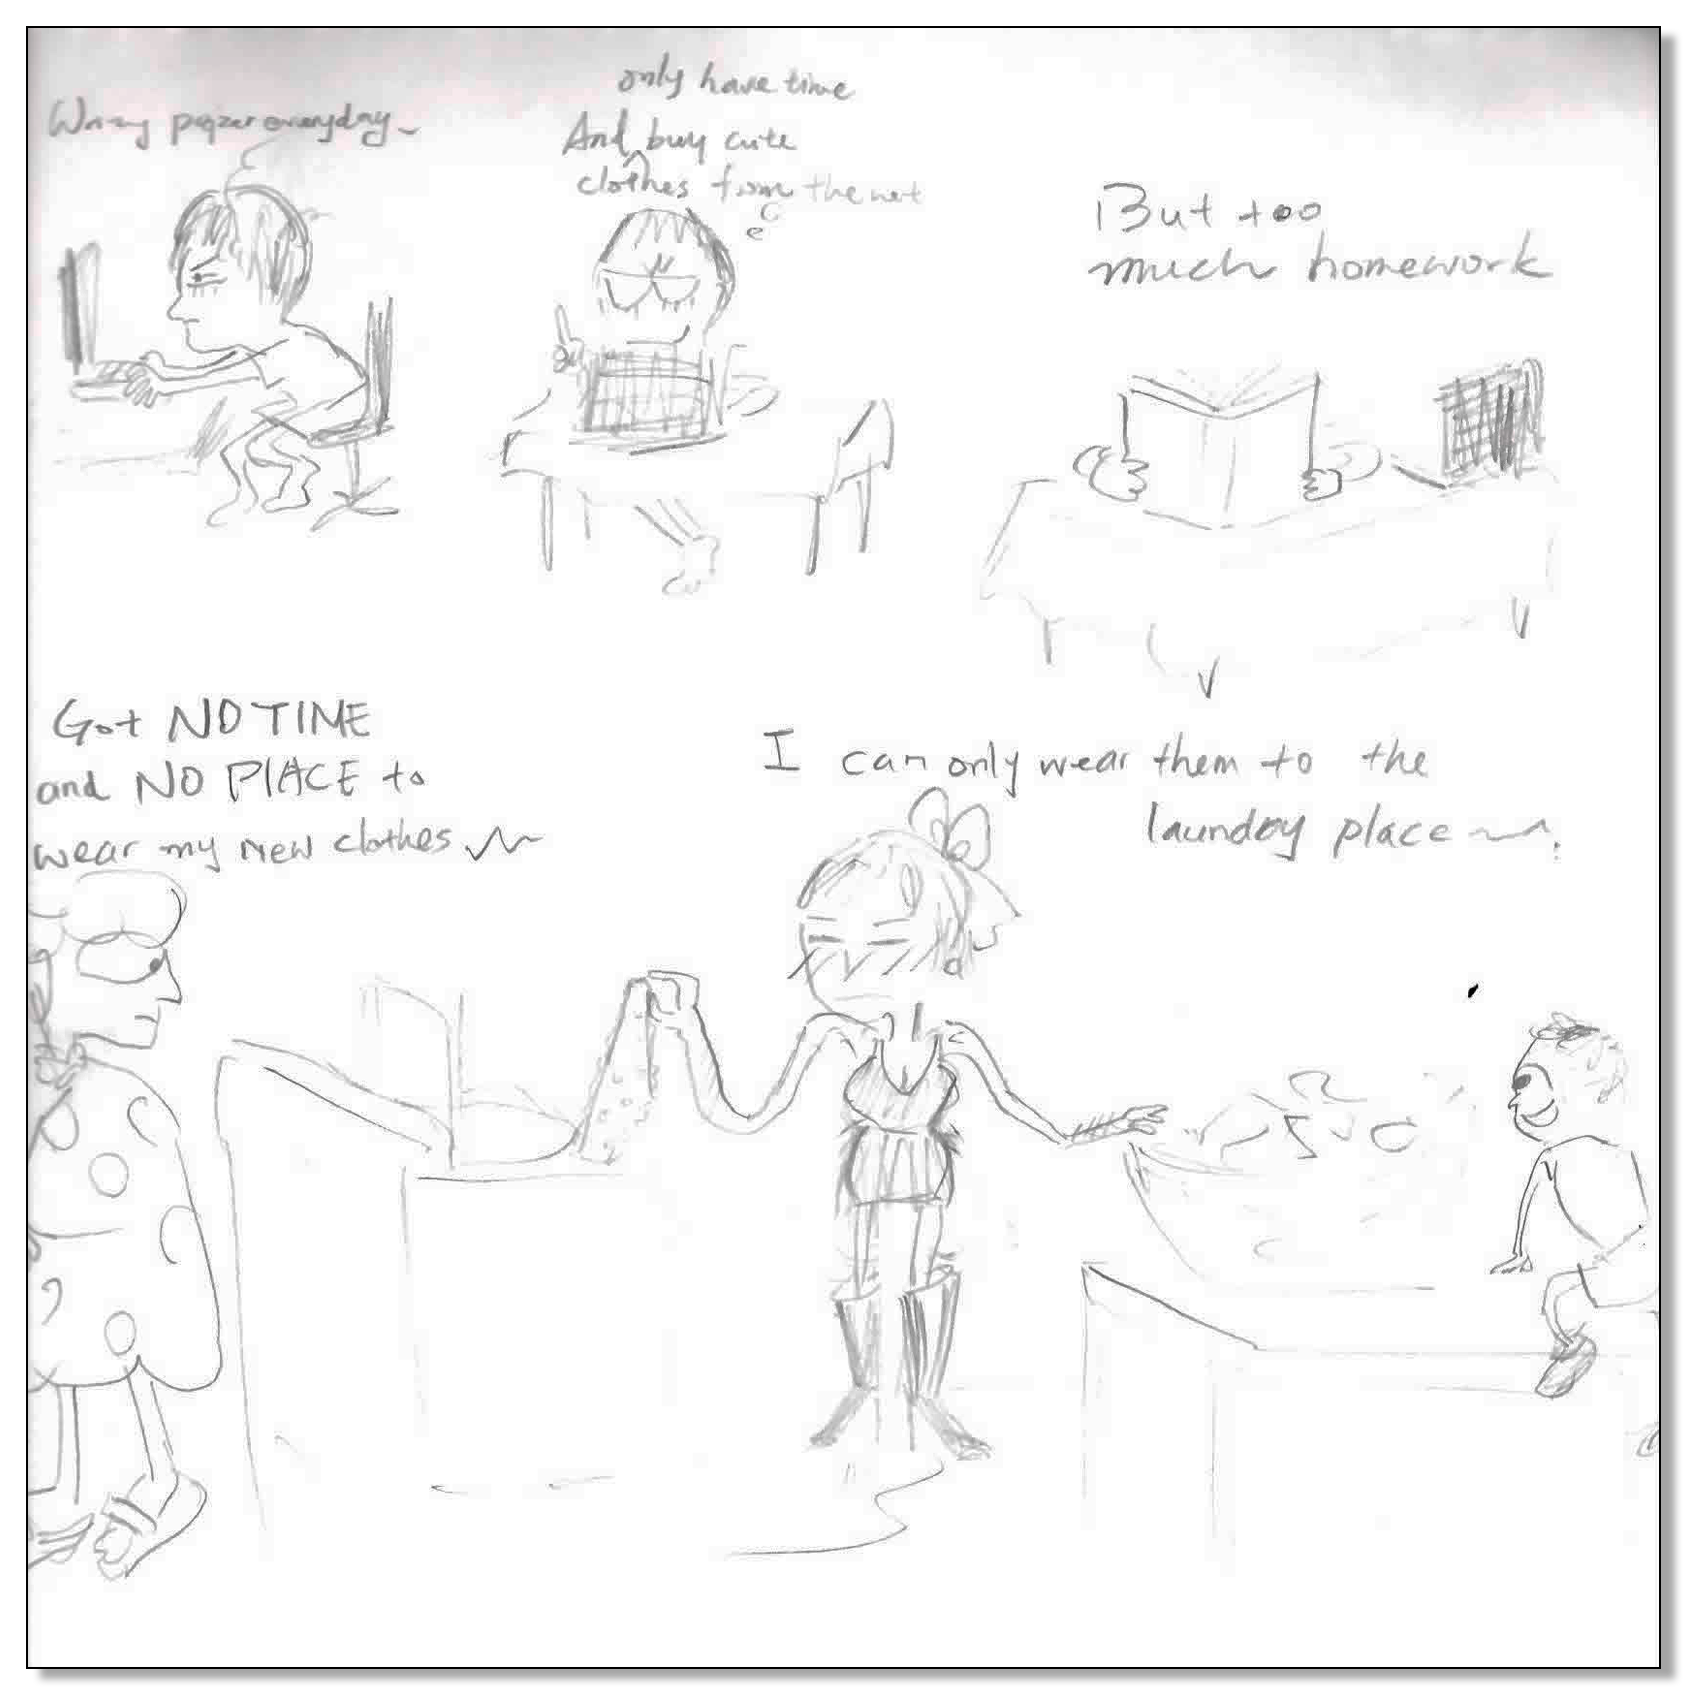 paper everyday~
only have time
And buy cute
clothes from the net
But too
much homework
Got NO TIME
and NO PLACE to
wear my new clothes
I can only wear them to the
laundry place